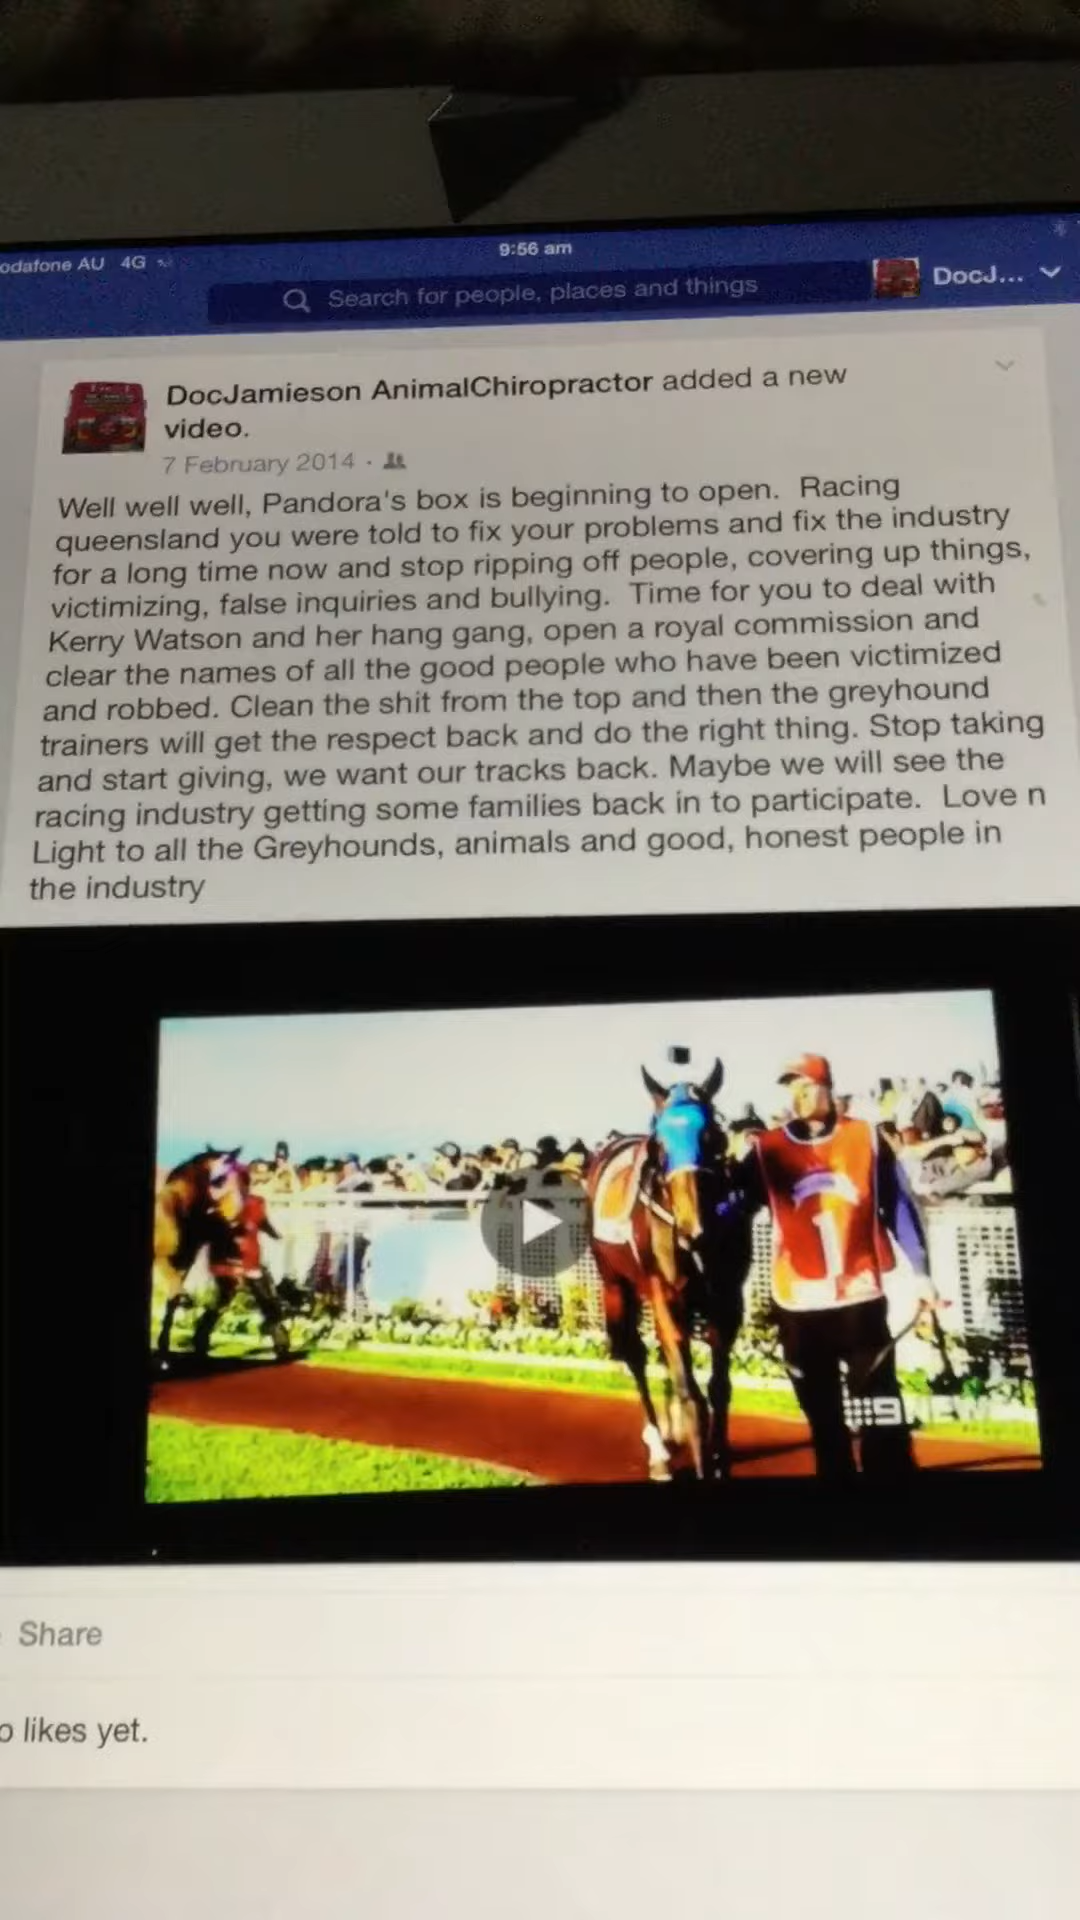 odafone AU 4G
9:56 am
Search for people, places and things
DocJ...
DocJamieson AnimalChiropractor added a new
video.
7 February 2014 ·
Well well well, Pandora's box is beginning to open. Racing
queensland you were told to fix your problems and fix the industry
for a long time now and stop ripping off people, covering up things,
victimizing, false inquiries and bullying. Time for you to deal with
Kerry Watson and her hang gang, open a royal commission and
clear the names of all the good people who have been victimized
and robbed. Clean the shit from the top and then the greyhound
trainers will get the respect back and do the right thing. Stop taking
and start giving, we want our tracks back. Maybe we will see the
racing industry getting some families back in to participate. Love n
Light to all the Greyhounds, animals and good, honest people in
the industry
1
9NEWS
Share
o likes yet.